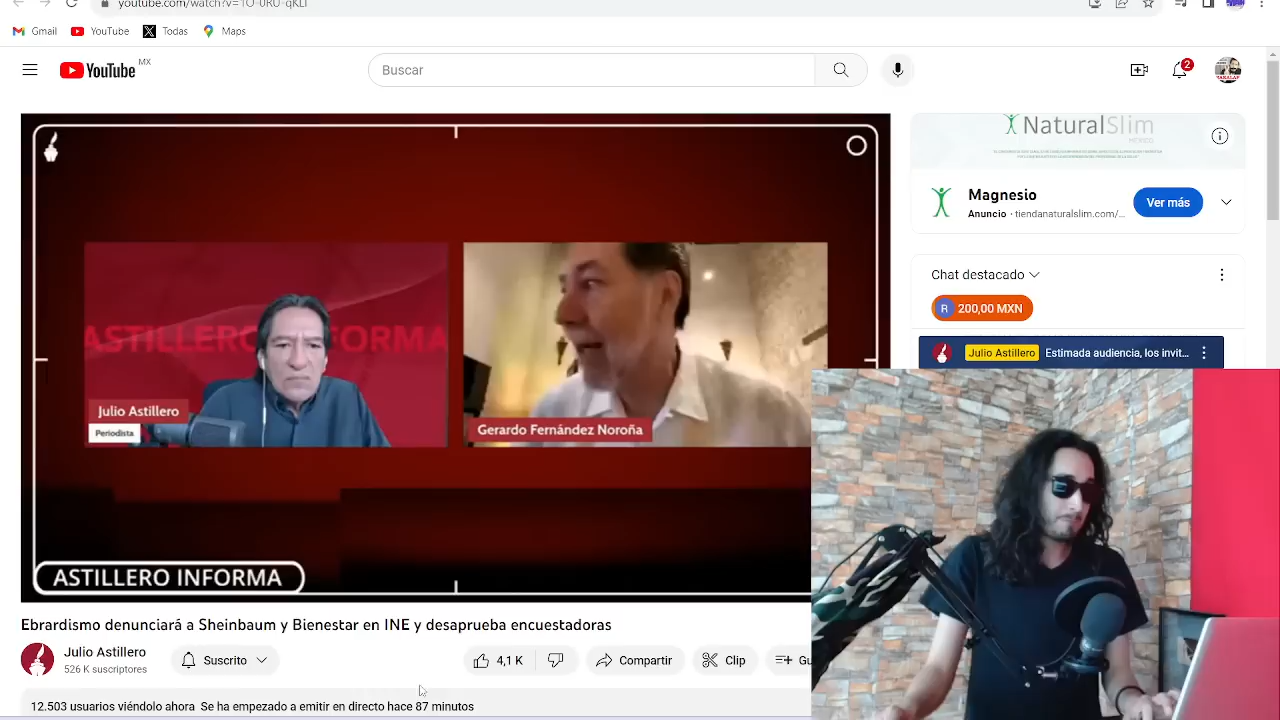 youtube.com/watch?v=
Gmail
YouTube
Todas
Maps
YouTube MX
Buscar
2
NaturalSlim
MÉXICO
Magnesio
Anuncio · tiendanaturalslim.com/...
Ver más
Chat destacado
R 200,00 MXN
Julio Astillero Estimada audiencia, los invit...
ASTILLERO INFORMA
Julio Astillero
Periodista
Gerardo Fernández Noroña
ASTILLERO INFORMA
Ebrardismo denunciará a Sheinbaum y Bienestar en INE y desaprueba encuestadoras
Julio Astillero
526 K suscriptores
Suscrito
4,1 K
Compartir
Clip
Gu
12.503 usuarios viéndolo ahora Se ha empezado a emitir en directo hace 87 minutos